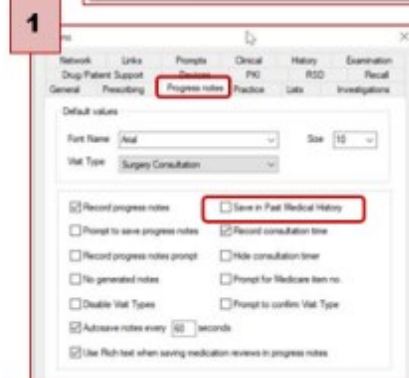 1
Network Links Prompts Clinical History Examination
Drug/Patient Support Devices PKI RSD Recall
General Prescribing Progress notes Practice Labs Investigations
Default values
Font Name Arial Size 10
Visit Type Surgery Consultation
Record progress notes Save in Past Medical History
Prompt to save progress notes Record consultation time
Record progress notes prompt Hide consultation timer
No generated notes Prompt for Medicare item no.
Disable Visit Types Prompt to confirm Visit Type
Autosave notes every 60 seconds
Use Rich text when saving medication reviews in progress notes